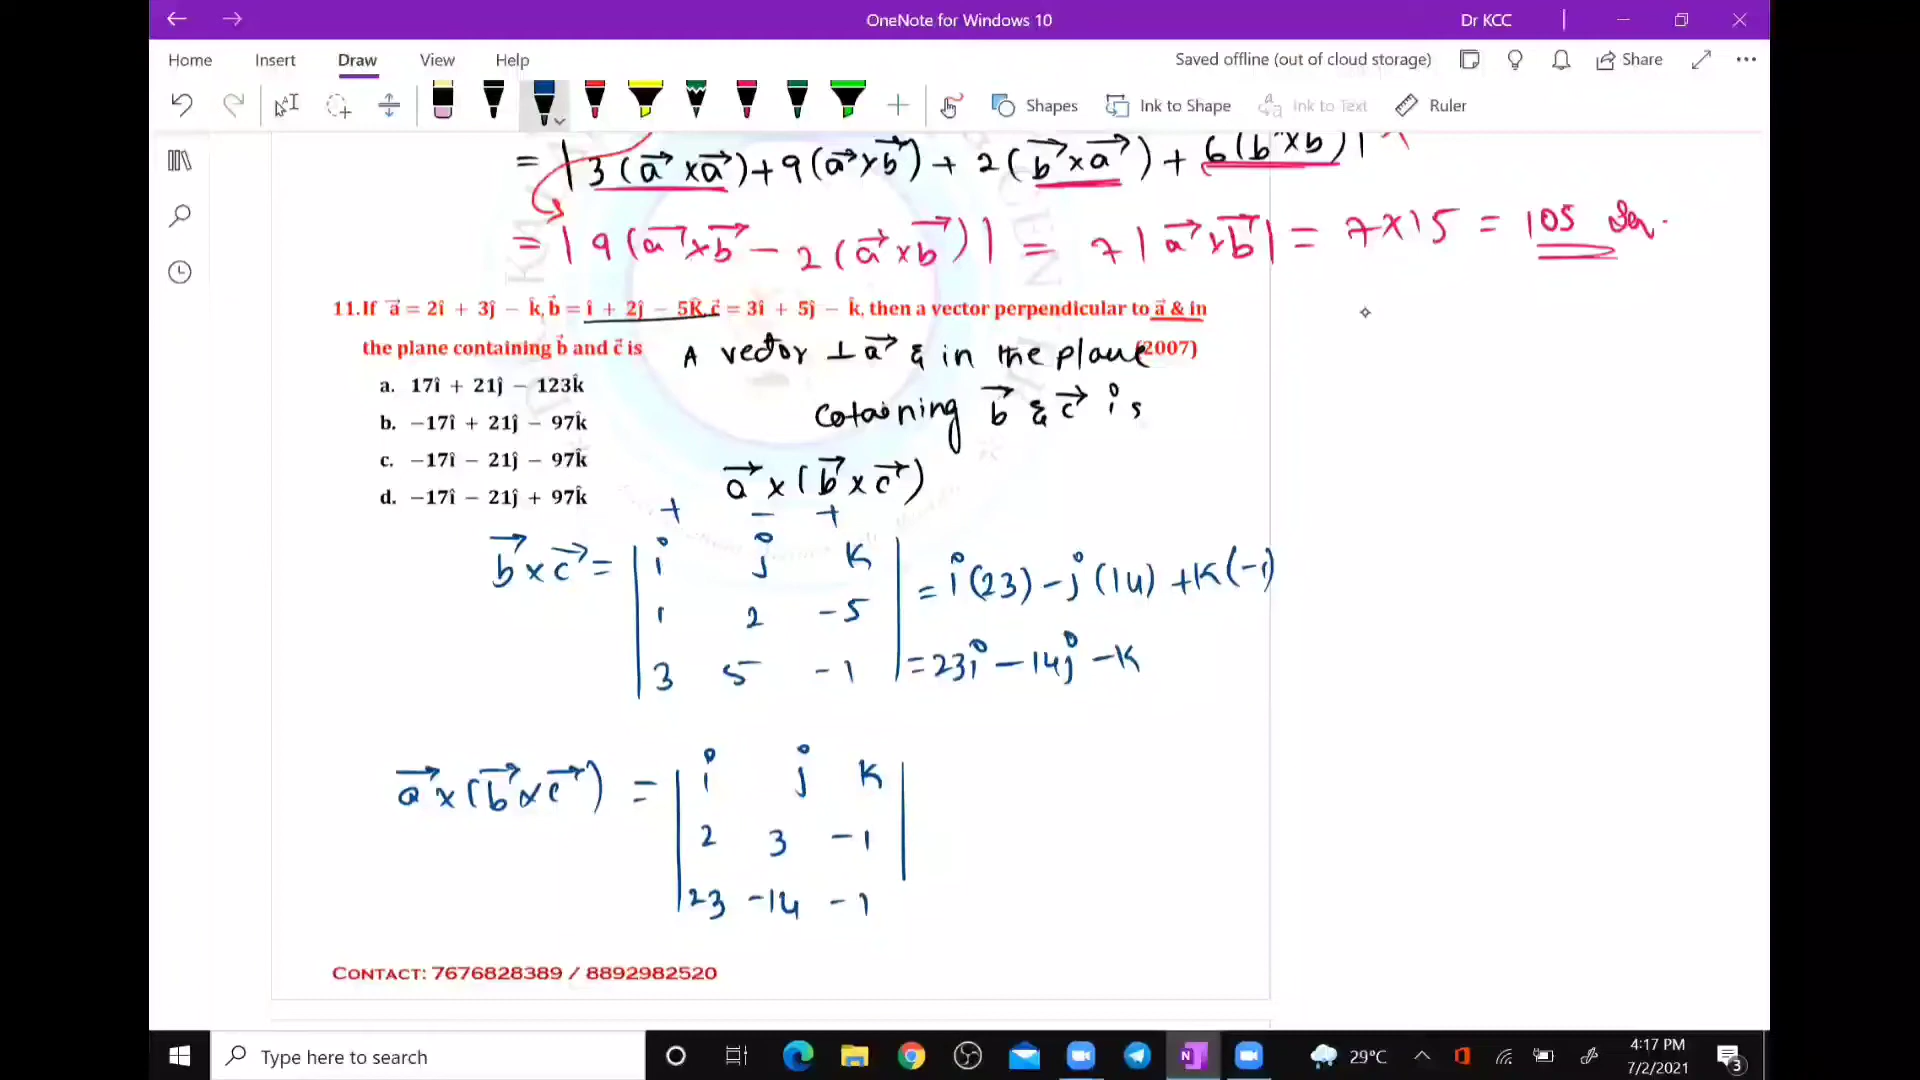 OneNote for Windows 10
Dr KCC
Home Insert Draw View Help
Saved offline (out of cloud storage)
Share
Shapes Ink to Shape Ink to Text Ruler
= |3(a⃗ × a⃗) + 9(a⃗ × b⃗) + 2(b⃗ × a⃗) + 6(b⃗ × b)|
= |9(a⃗ × b⃗ - 2(a⃗ × b⃗)| = 7|a⃗ × b⃗| = 7×15 = 105
11. If a⃗ = 2î + 3ĵ − k̂, b⃗ = î + 2ĵ − 5k̂, c⃗ = 3î + 5ĵ − k̂, then a vector perpendicular to a⃗ & in
the plane containing b⃗ and c⃗ is (2007)
A vector ⊥ a⃗ & in the plane
a. 17î + 21ĵ − 123k̂
cotaining b⃗ & c⃗ is
b. −17î + 21ĵ − 97k̂
c. −17î − 21ĵ − 97k̂
a⃗ × (b⃗ × c⃗)
d. −17î − 21ĵ + 97k̂
+ − +
b⃗ × c⃗ = | i j k | = i(23) − j(14) + k(−1)
1 2 −5
3 5 −1 | = 23i − 14j − k
a⃗ × (b⃗ × c⃗) = | i j k |
2 3 −1
23 −14 −1
Contact: 7676828389 / 8892982520
Type here to search
29°C
4:17 PM
7/2/2021
3